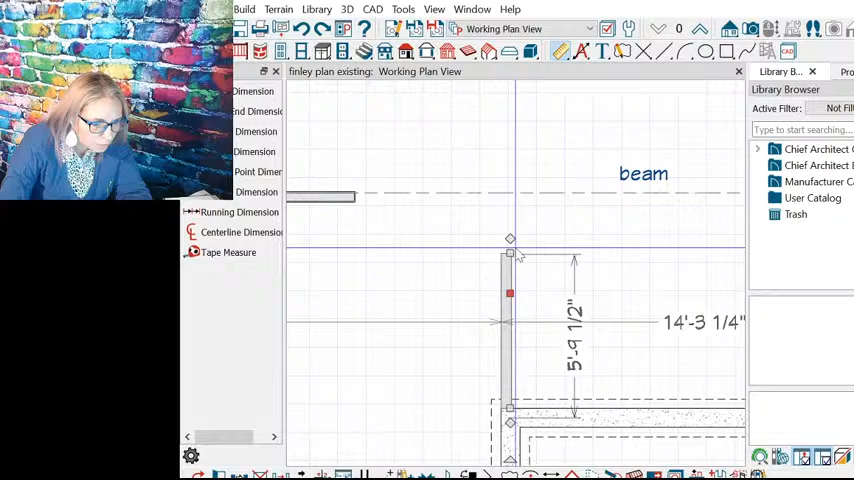 Build Terrain Library 3D CAD Tools View Window Help
Working Plan View
0
CAD
finley plan existing: Working Plan View
Library B...
Library Browser
Active Filter:
Not Fil
Type to start searching...
Chief Architect
Chief Architect
Manufacturer
User Catalog
Trash
Dimension
End Dimension
Dimension
Dimension
Point Dimen
Dimension
Running Dimension
Centerline Dimensio
Tape Measure
beam
14'-3 1/4"
5'-9 1/2"